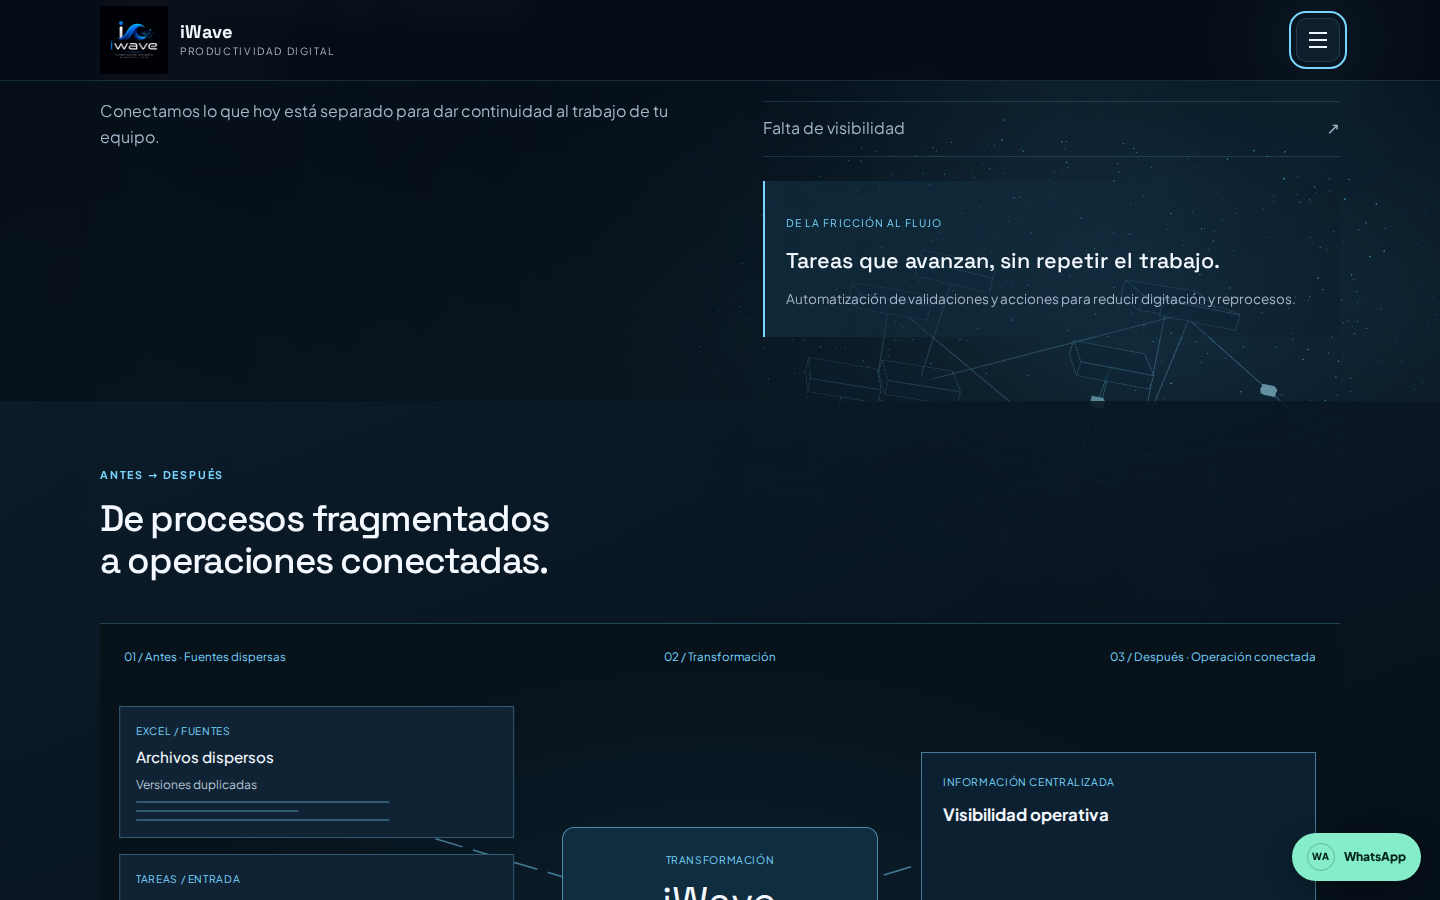 iwave
iWave
PRODUCTIVIDAD DIGITAL
Conectamos lo que hoy está separado para dar continuidad al trabajo de tu
equipo.
Falta de visibilidad ↗
DE LA FRICCIÓN AL FLUJO
Tareas que avanzan, sin repetir el trabajo.
Automatización de validaciones y acciones para reducir digitación y reprocesos.
ANTES → DESPUÉS
De procesos fragmentados
a operaciones conectadas.
01 / Antes · Fuentes dispersas
02 / Transformación
03 / Después · Operación conectada
EXCEL / FUENTES
Archivos dispersos
Versiones duplicadas
TAREAS / ENTRADA
TRANSFORMACIÓN
iWave
INFORMACIÓN CENTRALIZADA
Visibilidad operativa
WA WhatsApp